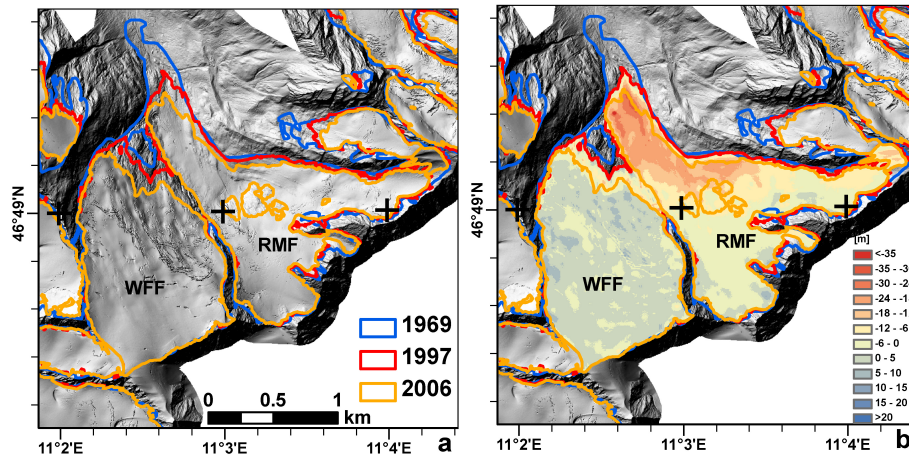 46°49'N
WFF
RMF
1969
1997
2006
0 0.5 1
km
a
11°2'E 11°3'E 11°4'E
46°49'N
WFF
RMF
[m]
<-35
-35 - -3
-30 - -2
-24 - -1
-18 - -1
-12 - -6
-6 - 0
0 - 5
5 - 10
10 - 15
15 - 20
>20
b
11°2'E 11°3'E 11°4'E